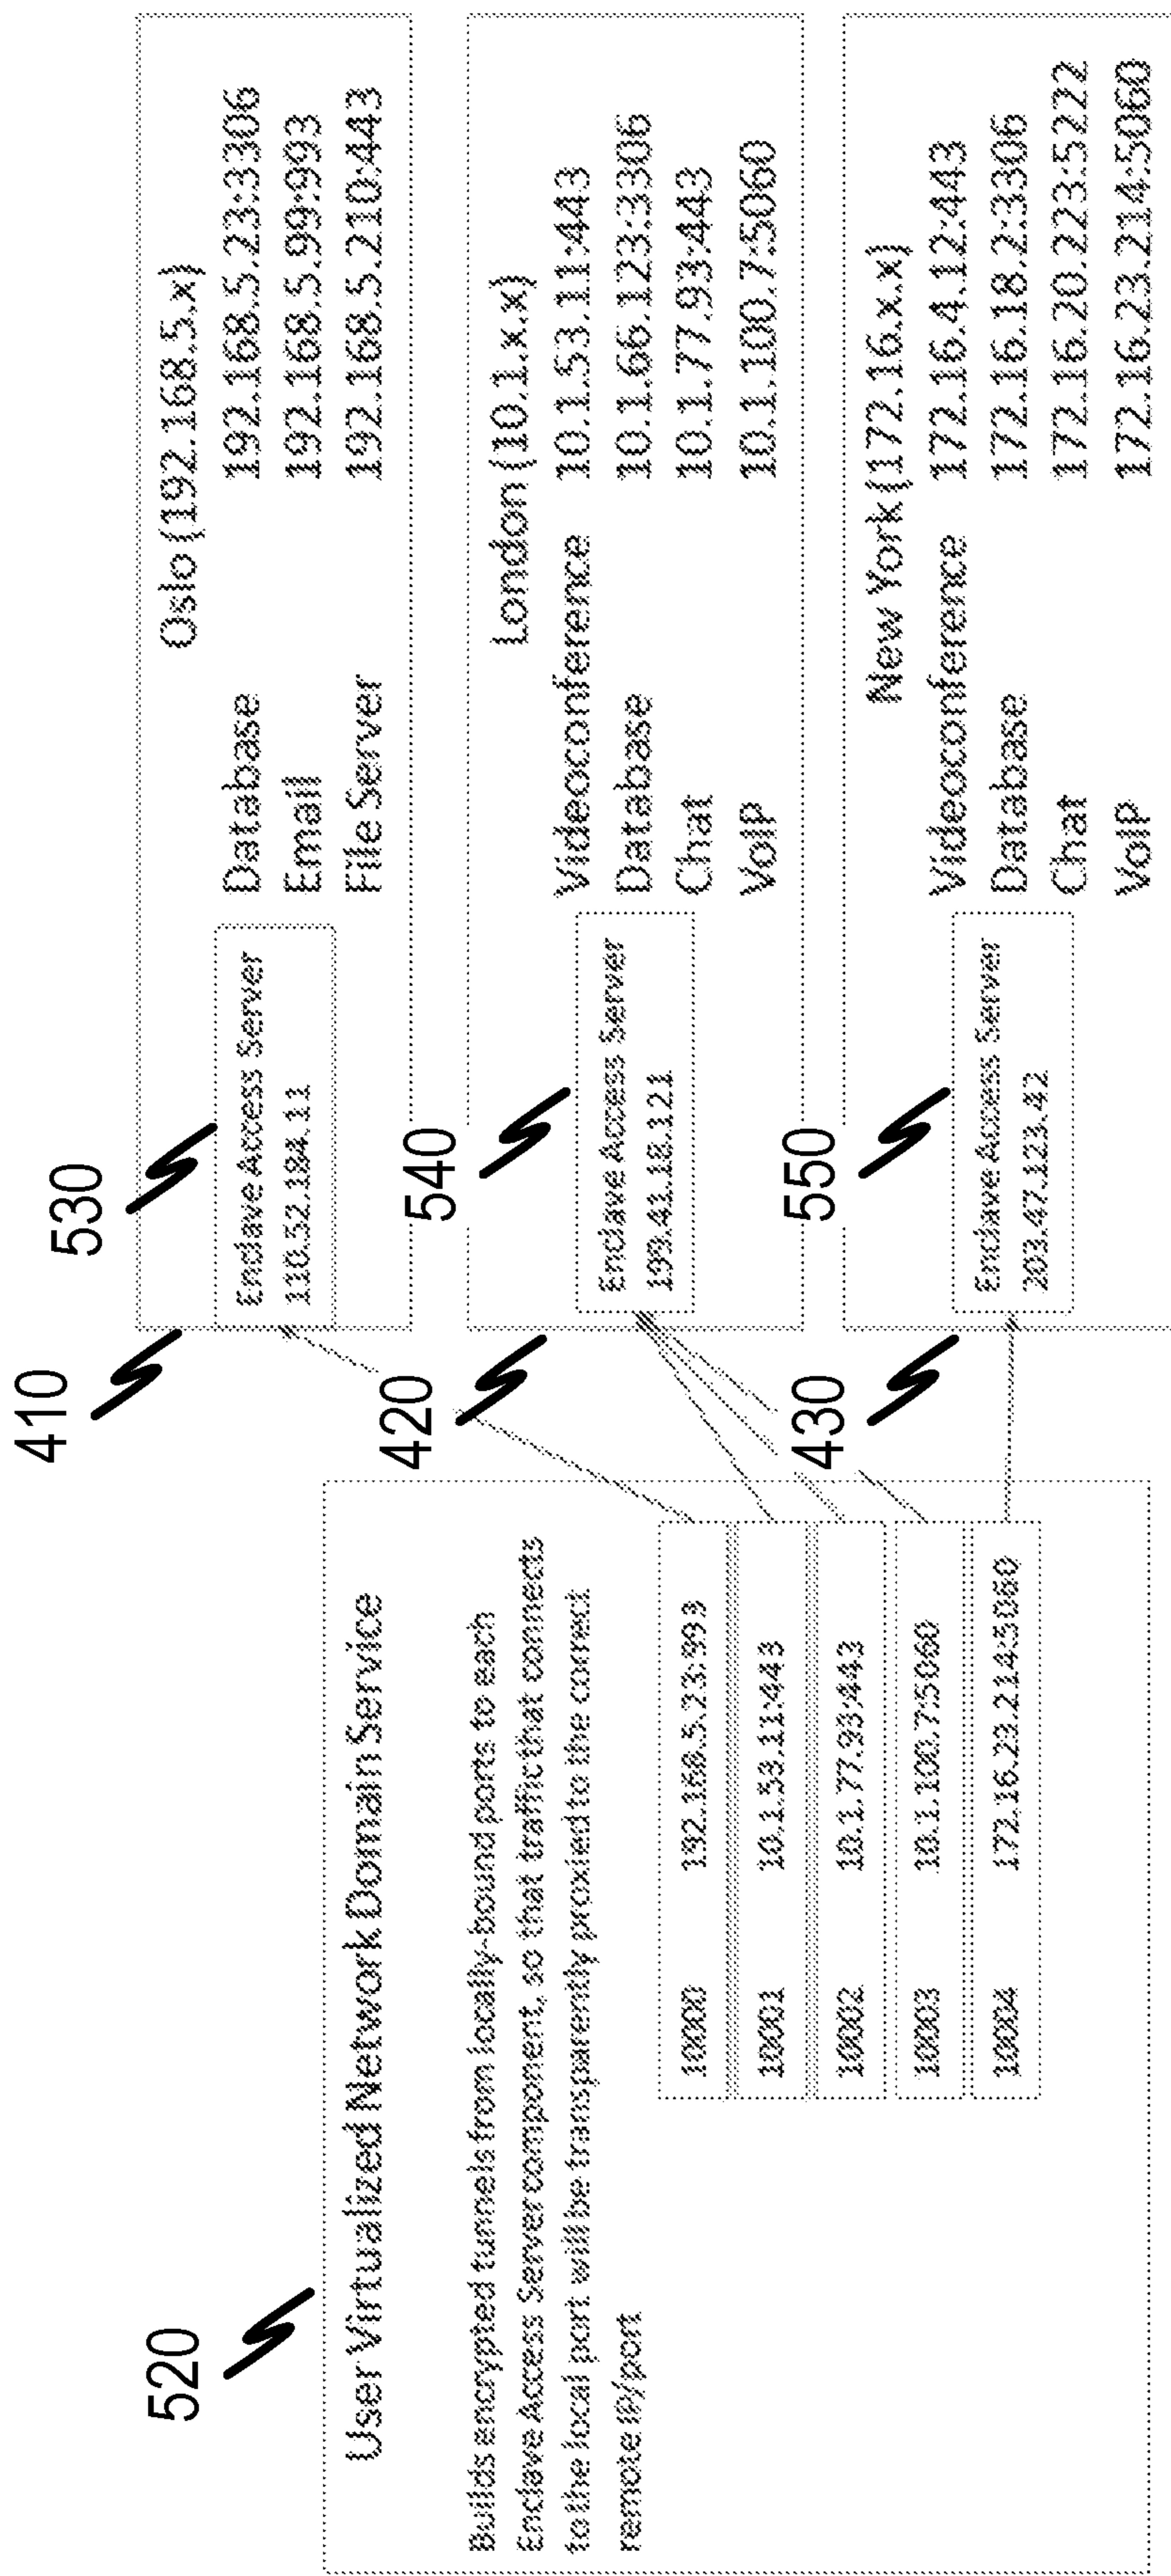 520
User Virtualized Network Domain Service
Builds encrypted tunnels from locally-bound ports to each
Enclave Access Server component, so that traffic that connects
to the local port will be transparently proxied to the correct
remote IP/port
10000 192.168.5.23:993
10001 10.1.53.11:443
10002 10.1.77.93:443
10003 10.1.100.7:5060
10004 172.16.23.214:5060
410
530
Enclave Access Server
110.52.184.11
Oslo (192.168.5.x)
Database 192.168.5.23:3306
Email 192.168.5.99:993
File Server 192.168.5.210:443
420
540
Enclave Access Server
199.41.18.121
London (10.1.x.x)
Videoconference 10.1.53.11:443
Database 10.1.66.123:3306
Chat 10.1.77.93:443
VoIP 10.1.100.7:5060
430
550
Enclave Access Server
203.47.123.42
New York (172.16.x.x)
Videoconference 172.16.4.12:443
Database 172.16.18.2:3306
Chat 172.16.20.223:5222
VoIP 172.16.23.214:5060